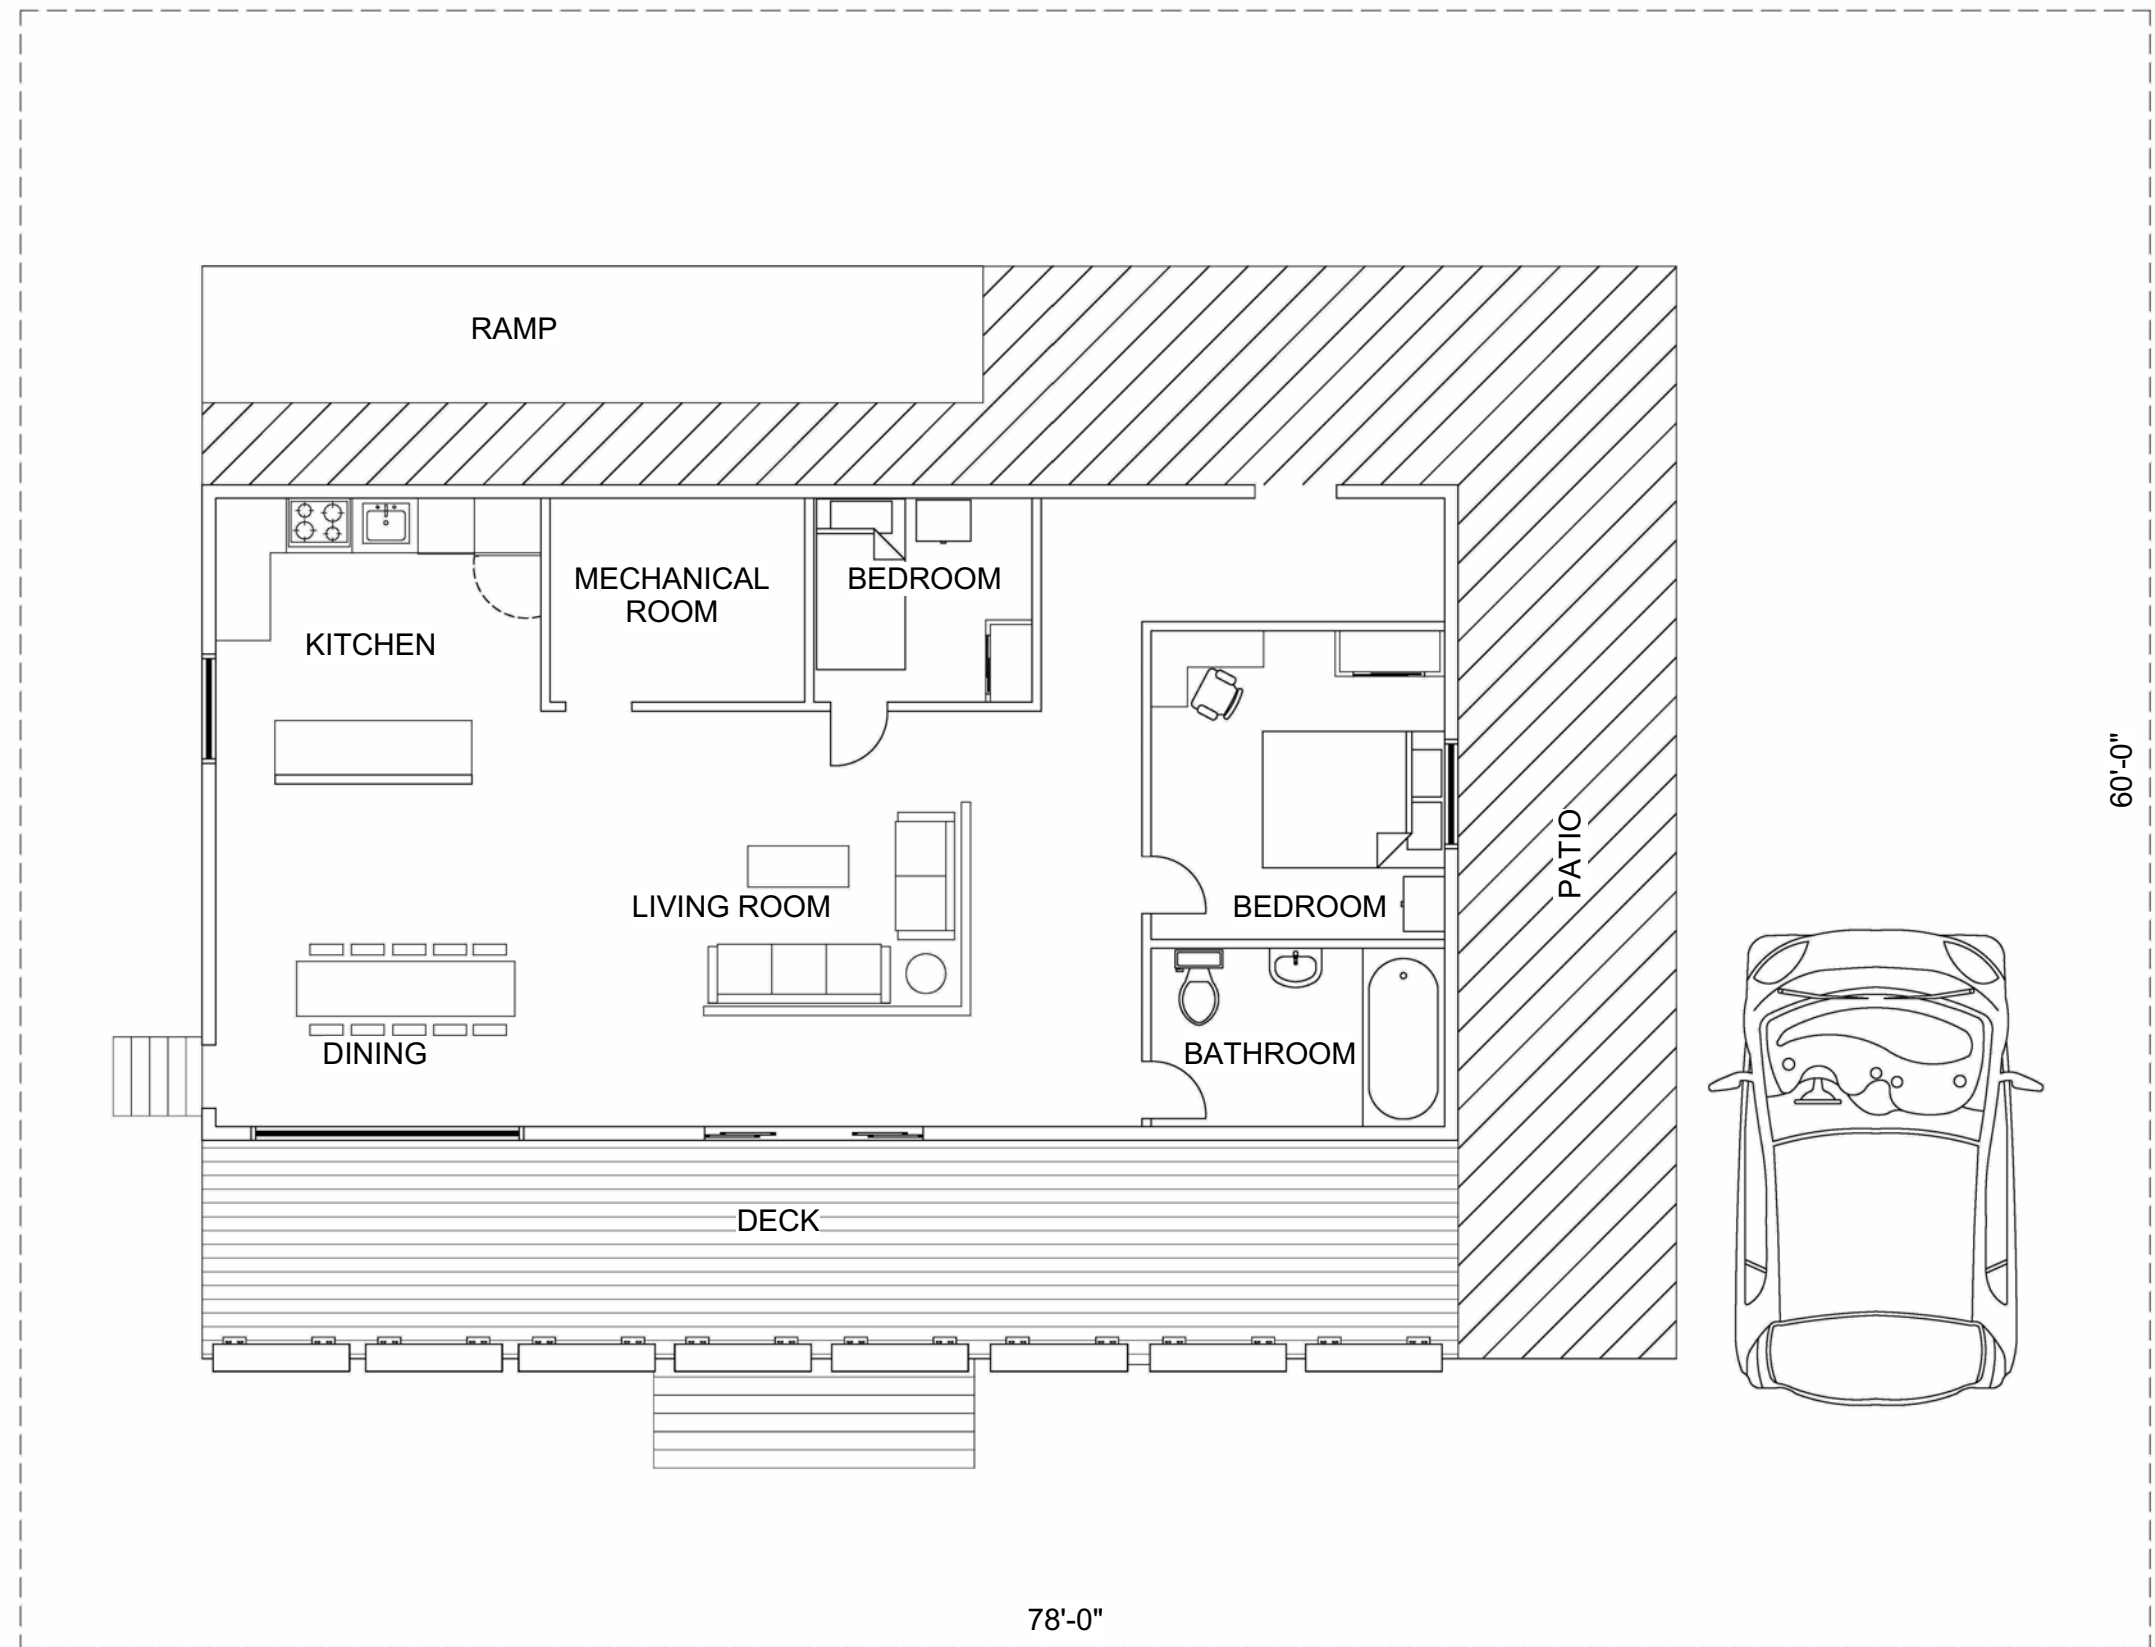 RAMP
MECHANICAL
ROOM
BEDROOM
KITCHEN
LIVING ROOM
BEDROOM
PATIO
60'-0"
DINING
BATHROOM
DECK
78'-0"